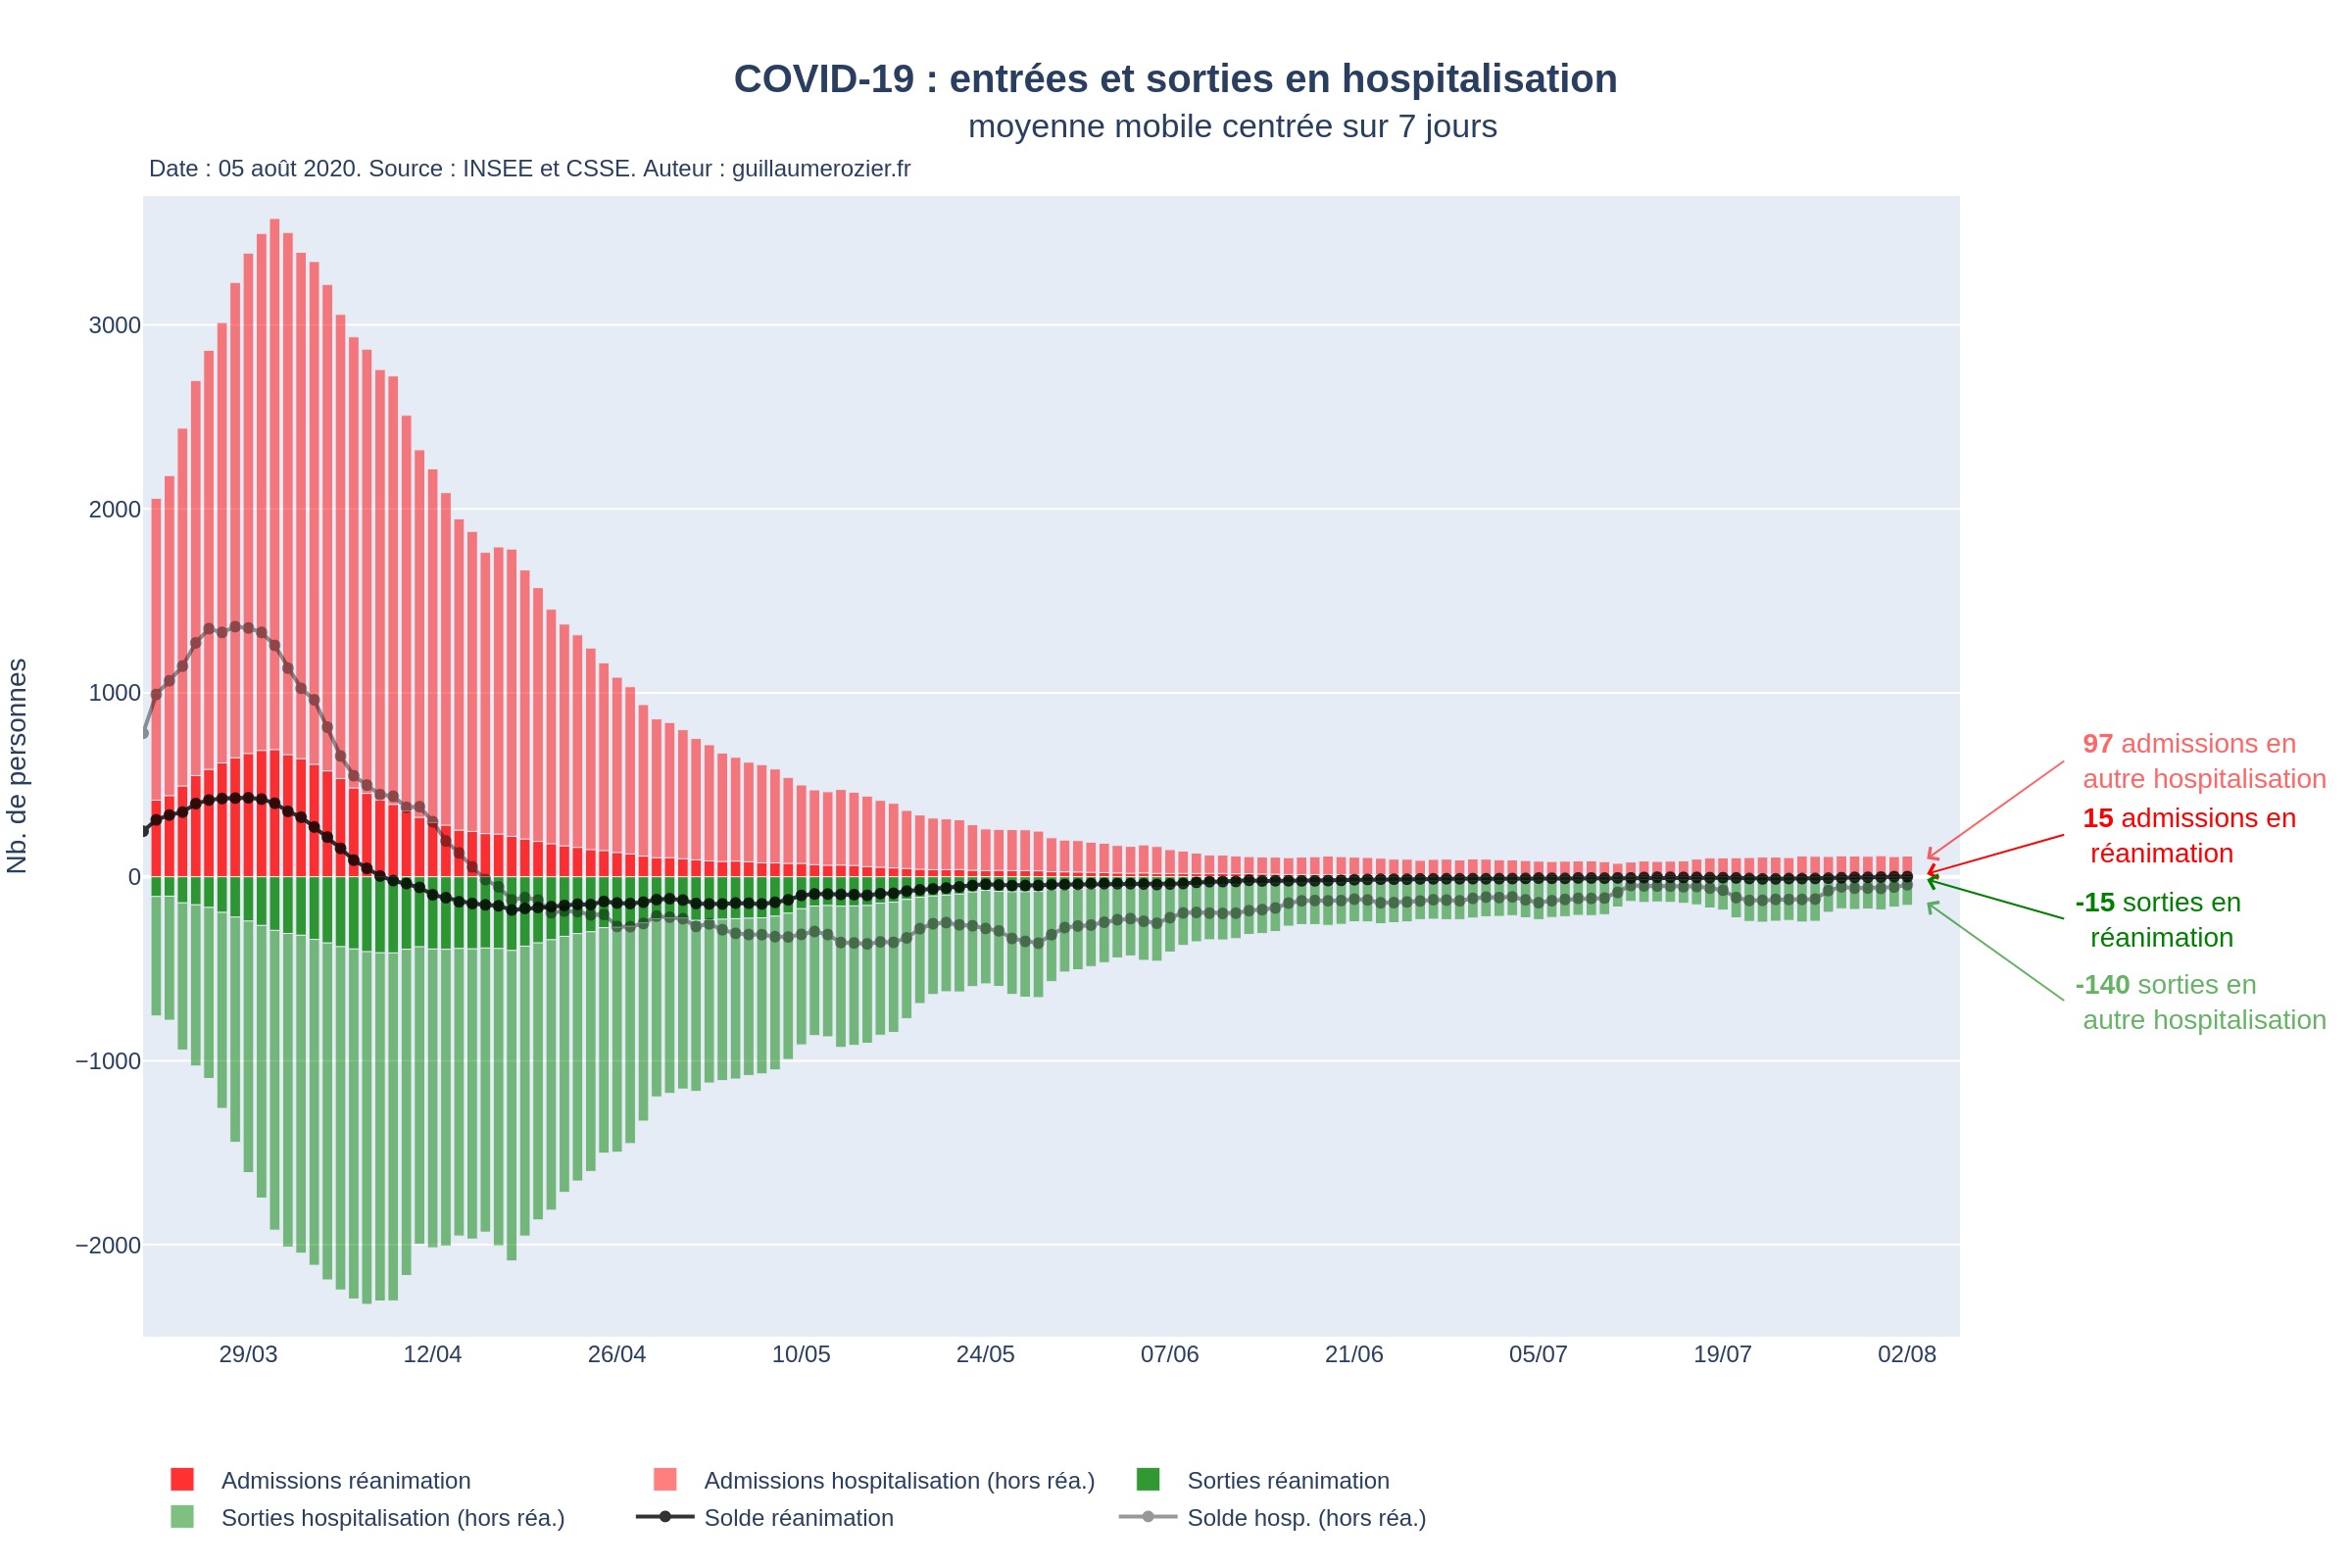 COVID-19 : entrées et sorties en hospitalisation
moyenne mobile centrée sur 7 jours
Date : 05 août 2020. Source : INSEE et CSSE. Auteur : guillaumerozier.fr
Nb. de personnes
3000
2000
1000
0
−1000
−2000
29/03
12/04
26/04
10/05
24/05
07/06
21/06
05/07
19/07
02/08
97 admissions en
autre hospitalisation
15 admissions en
réanimation
-15 sorties en
réanimation
-140 sorties en
autre hospitalisation
Admissions réanimation
Admissions hospitalisation (hors réa.)
Sorties réanimation
Sorties hospitalisation (hors réa.)
Solde réanimation
Solde hosp. (hors réa.)